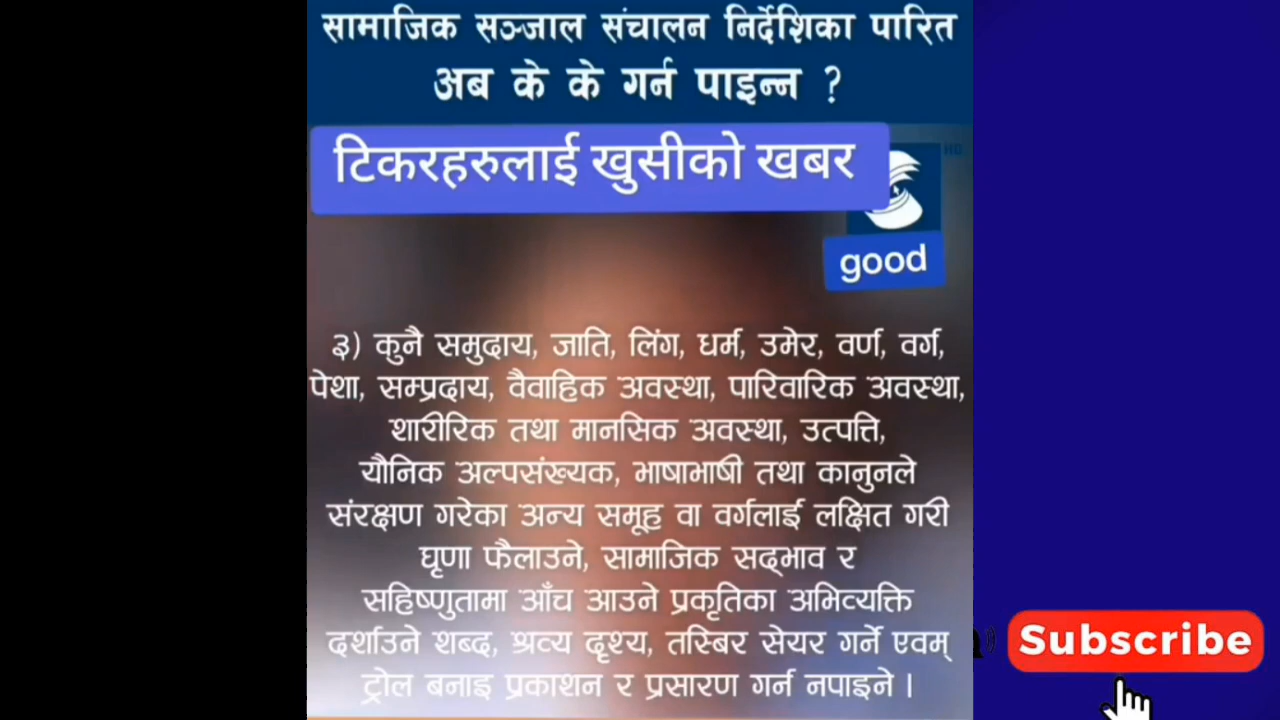 सामाजिक सञ्जाल संचालन निर्देशिका पारित
अब के के गर्न पाइन्न ?
टिकरहरुलाई खुसीको खबर
HD
good
३) कुनै समुदाय, जाति, लिंग, धर्म, उमेर, वर्ण, वर्ग,
पेशा, सम्प्रदाय, वैवाहिक अवस्था, पारिवारिक अवस्था,
शारीरिक तथा मानसिक अवस्था, उत्पत्ति,
यौनिक अल्पसंख्यक, भाषाभाषी तथा कानुनले
संरक्षण गरेका अन्य समूह वा वर्गलाई लक्षित गरी
घृणा फैलाउने, सामाजिक सद्‌भाव र
सहिष्णुतामा आँच आउने प्रकृतिका अभिव्यक्ति
दर्शाउने शब्द, श्रव्य दृश्य, तस्बिर सेयर गर्ने एवम्
ट्रोल बनाइ प्रकाशन र प्रसारण गर्न नपाइने ।
Subscribe